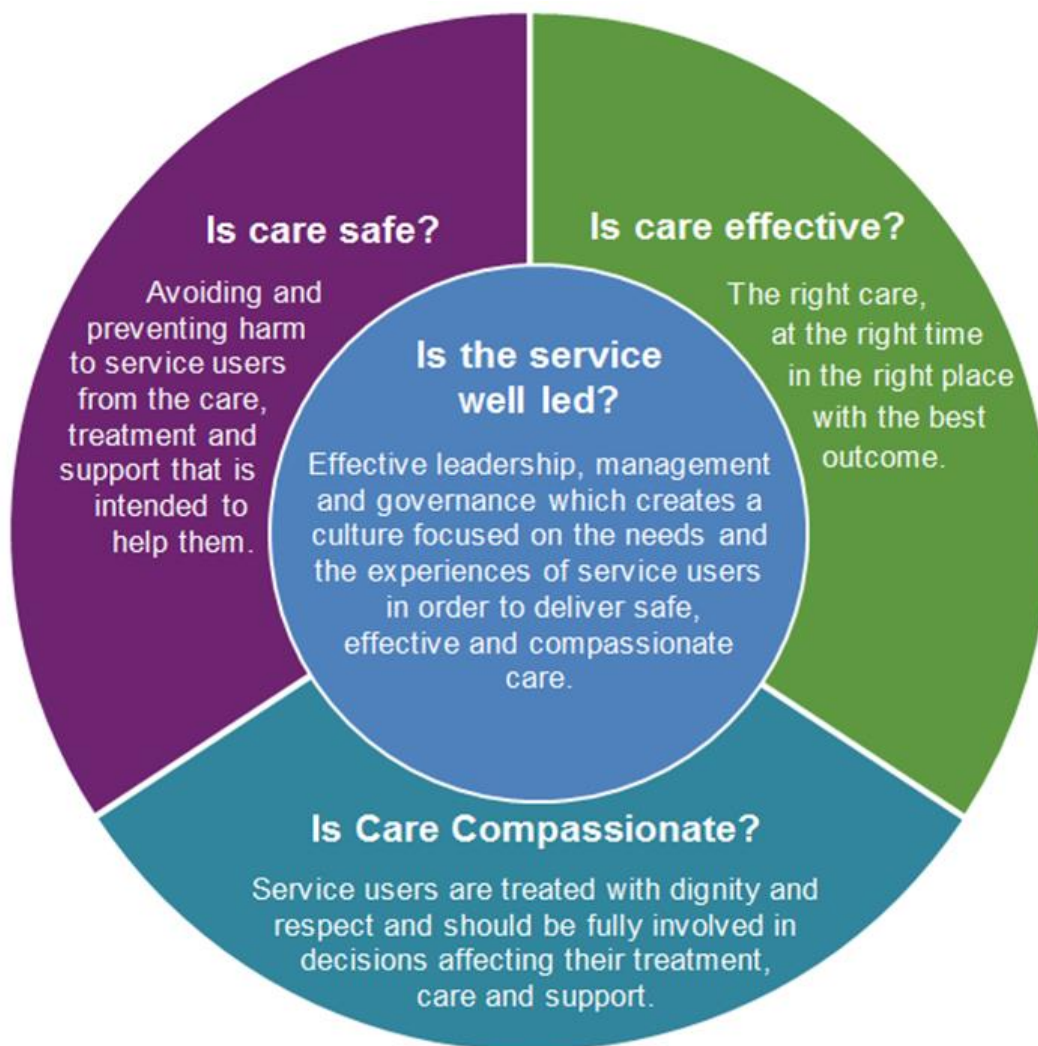 Is care safe?
Avoiding and
preventing harm
to service users
from the care,
treatment and
support that is
intended to
help them.
Is care effective?
The right care,
at the right time
in the right place
with the best
outcome.
Is the service
well led?
Effective leadership, management
and governance which creates a
culture focused on the needs and
the experiences of service users
in order to deliver safe,
effective and compassionate
care.
Is Care Compassionate?
Service users are treated with dignity and
respect and should be fully involved in
decisions affecting their treatment,
care and support.